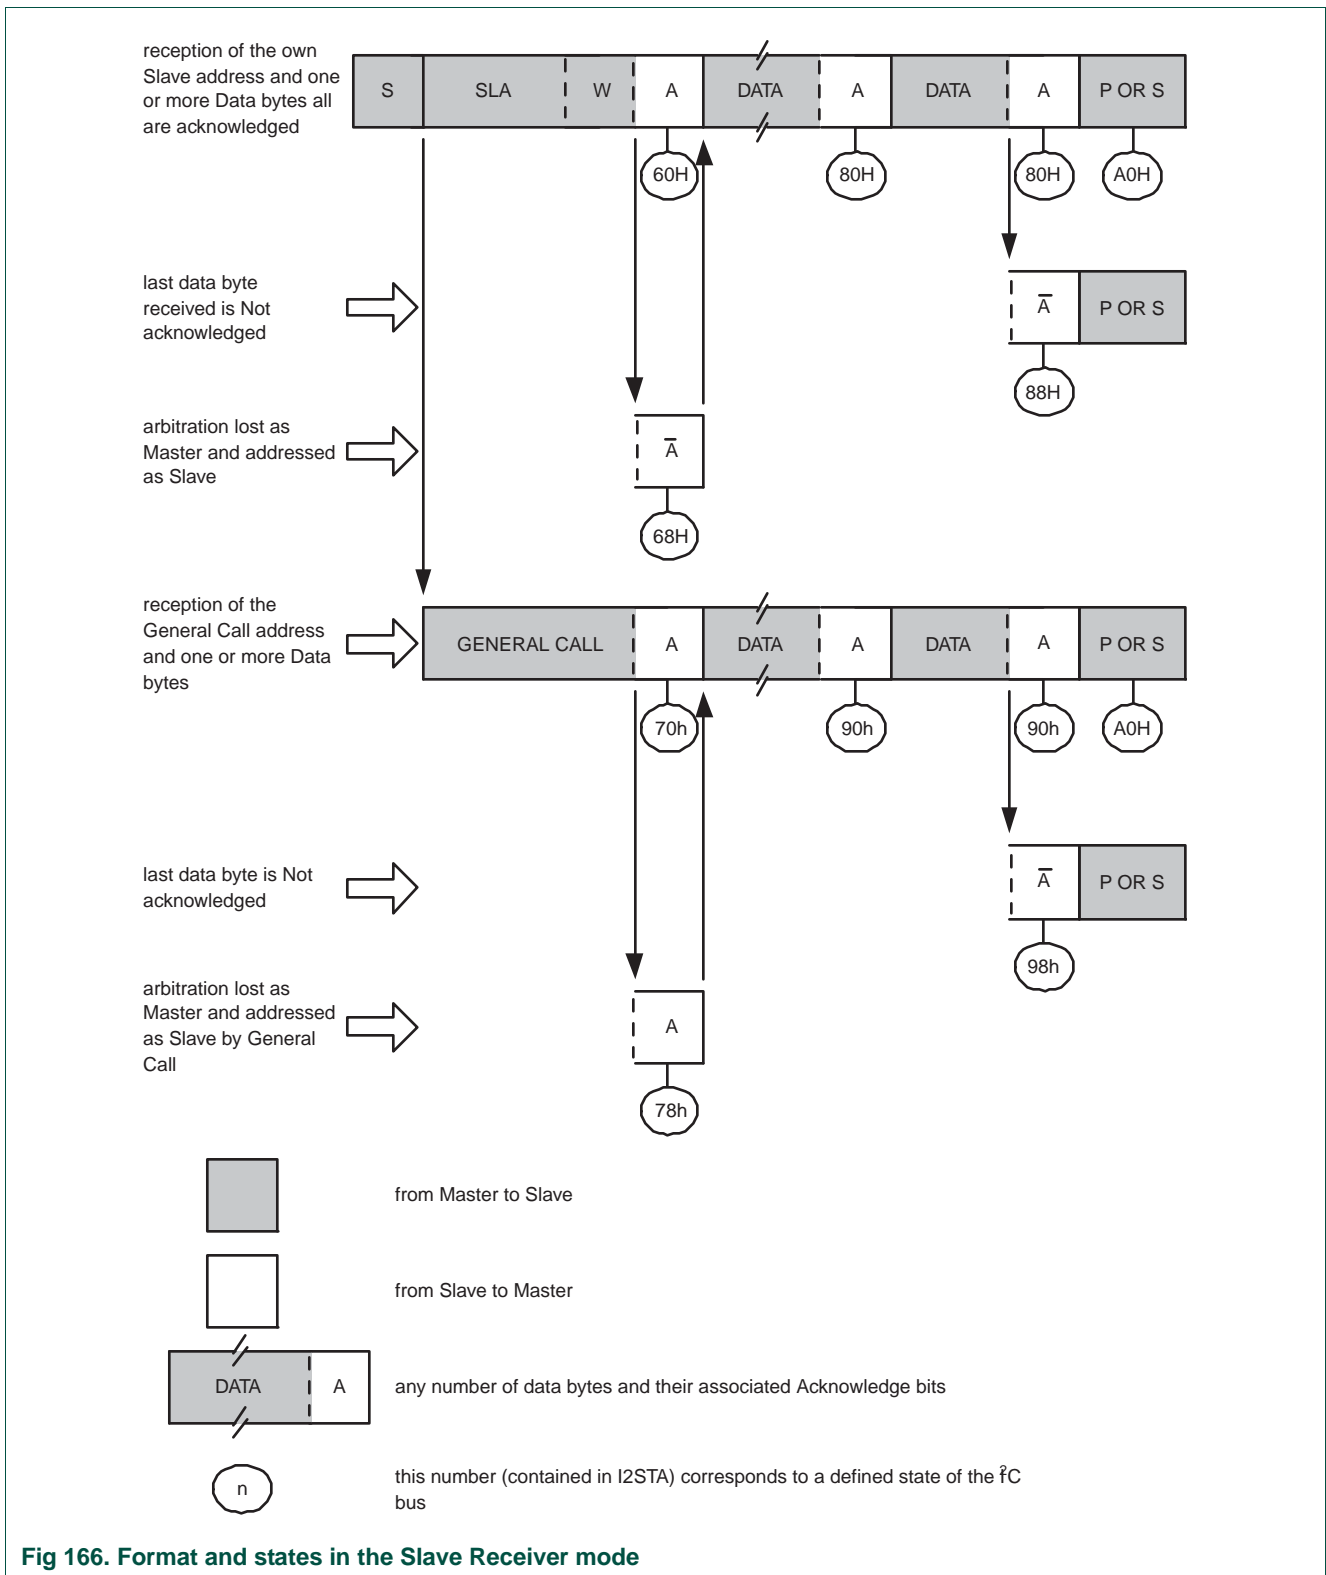 reception of the own
Slave address and one
or more Data bytes all
are acknowledged
S SLA W A DATA A DATA A P OR S
60H 80H 80H A0H
last data byte
received is Not
acknowledged
A̅ P OR S
88H
arbitration lost as
Master and addressed
as Slave
A̅
68H
reception of the
General Call address
and one or more Data
bytes
GENERAL CALL A DATA A DATA A P OR S
70h 90h 90h A0H
last data byte is Not
acknowledged
A̅ P OR S
98h
arbitration lost as
Master and addressed
as Slave by General
Call
A
78h
from Master to Slave
from Slave to Master
DATA A any number of data bytes and their associated Acknowledge bits
n this number (contained in I2STA) corresponds to a defined state of the I²C
bus
Fig 166. Format and states in the Slave Receiver mode